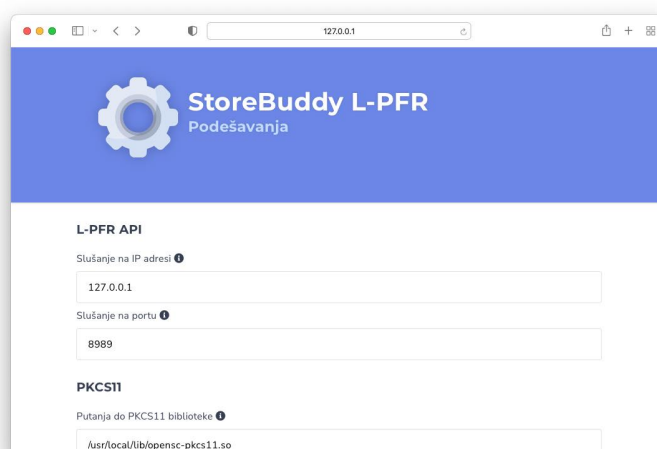 127.0.0.1
StoreBuddy L-PFR
Podešavanja
L-PFR API
Slušanje na IP adresi
127.0.0.1
Slušanje na portu
8989
PKCS11
Putanja do PKCS11 biblioteke
/usr/local/lib/opensc-pkcs11.so